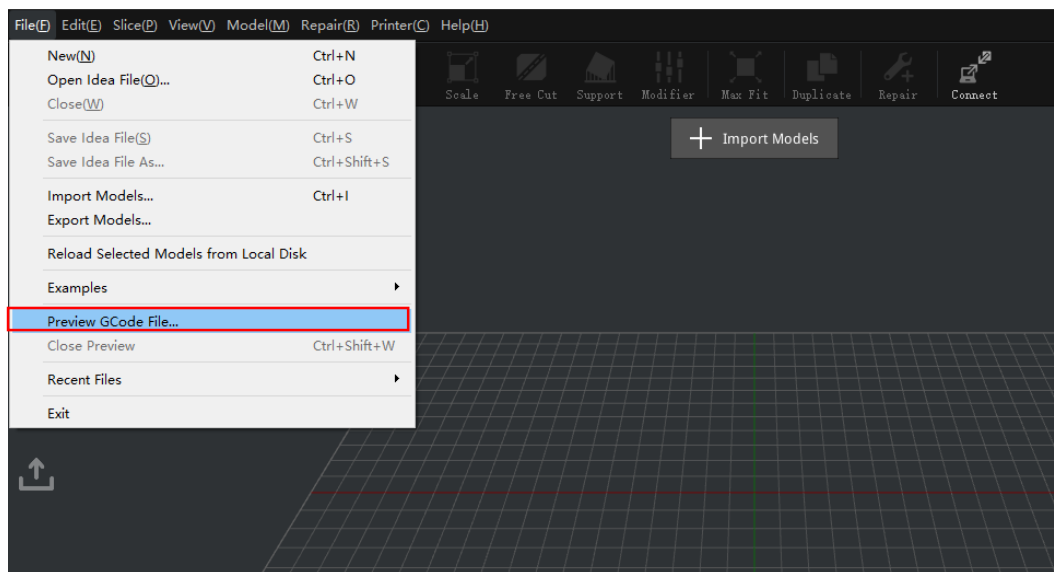 File(F) Edit(E) Slice(P) View(V) Model(M) Repair(R) Printer(C) Help(H)
New(N) Ctrl+N
Open Idea File(O)... Ctrl+O
Close(W) Ctrl+W
Save Idea File(S) Ctrl+S
Save Idea File As... Ctrl+Shift+S
Import Models... Ctrl+I
Export Models...
Reload Selected Models from Local Disk
Examples
Preview GCode File...
Close Preview Ctrl+Shift+W
Recent Files
Exit
Scale Free Cut Support Modifier Max Fit Duplicate Repair Connect
Import Models